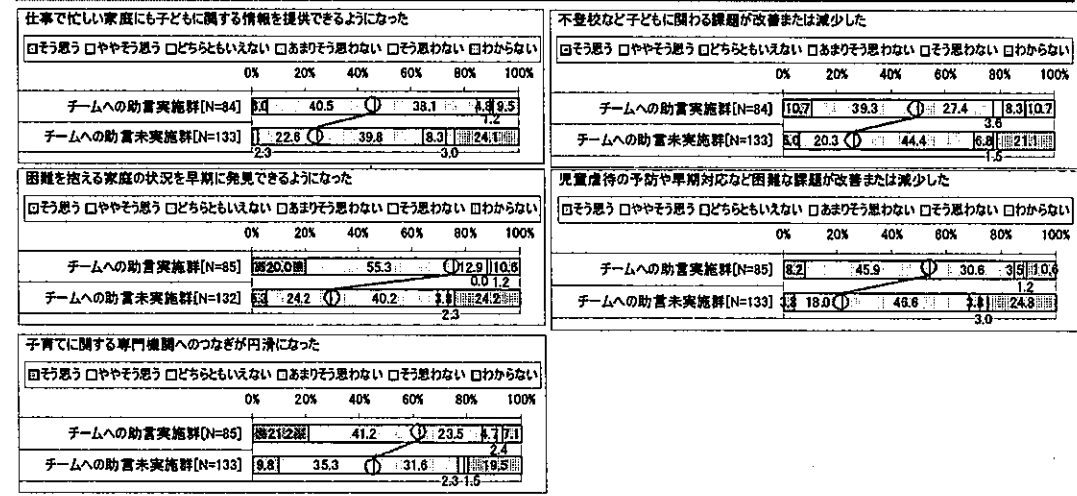 仕事で忙しい家庭にも子どもに関する情報を提供できるようになった
そう思う ややそう思う どちらともいえない あまりそう思わない そう思わない わからない
0% 20% 40% 60% 80% 100%
チームへの助言実施群[N=84] 6.0 40.5 38.1 4.8 9.5
1.2
チームへの助言未実施群[N=133] 22.6 39.8 8.3 24.1
2.3 3.0
不登校など子どもに関わる課題が改善または減少した
そう思う ややそう思う どちらともいえない あまりそう思わない そう思わない わからない
0% 20% 40% 60% 80% 100%
チームへの助言実施群[N=84] 10.7 39.3 27.4 8.3 10.7
3.6
チームへの助言未実施群[N=133] 6.0 20.3 44.4 6.8 21.1
1.5
困難を抱える家庭の状況を早期に発見できるようになった
そう思う ややそう思う どちらともいえない あまりそう思わない そう思わない わからない
0% 20% 40% 60% 80% 100%
チームへの助言実施群[N=85] 20.0 55.3 12.9 10.6
0.0 1.2
チームへの助言未実施群[N=132] 5.3 24.2 40.2 3.8 24.2
2.3
児童虐待の予防や早期対応など困難な課題が改善または減少した
そう思う ややそう思う どちらともいえない あまりそう思わない そう思わない わからない
0% 20% 40% 60% 80% 100%
チームへの助言実施群[N=85] 8.2 45.9 30.6 3.5 10.6
1.2
チームへの助言未実施群[N=133] 3.8 18.0 46.6 3.8 24.8
3.0
子育てに関する専門機関へのつなぎが円滑になった
そう思う ややそう思う どちらともいえない あまりそう思わない そう思わない わからない
0% 20% 40% 60% 80% 100%
チームへの助言実施群[N=85] 21.2 41.2 23.5 4.7 7.1
2.4
チームへの助言未実施群[N=133] 9.8 35.3 31.6 19.5
2.3 1.5